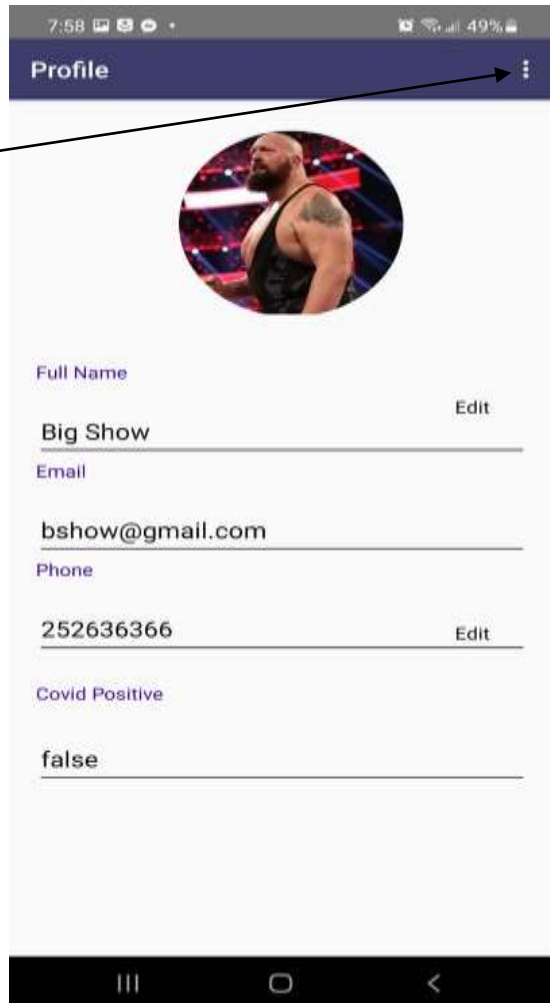 7:58 49%
Profile
Full Name
Edit
Big Show
Email
bshow@gmail.com
Phone
252636366 Edit
Covid Positive
false